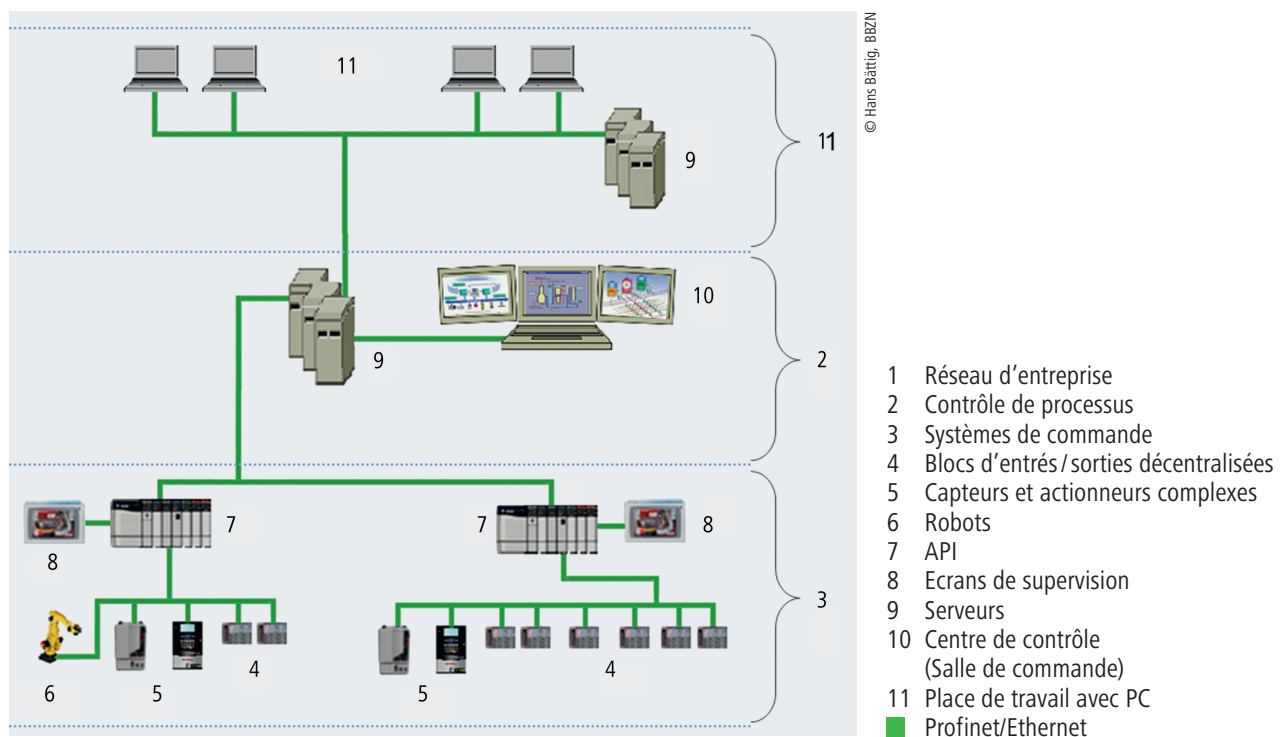 © Hans Bättig, BBZN
11
9
11
10
9
2
7
8
7
8
3
6
5
4
5
4
1 Réseau d'entreprise
2 Contrôle de processus
3 Systèmes de commande
4 Blocs d'entrés/sorties décentralisées
5 Capteurs et actionneurs complexes
6 Robots
7 API
8 Ecrans de supervision
9 Serveurs
10 Centre de contrôle
(Salle de commande)
11 Place de travail avec PC
Profinet/Ethernet